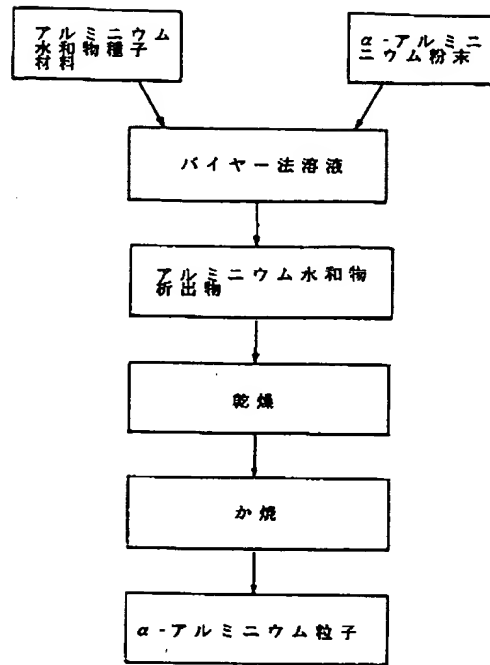 アルミニウム
水和物種子
材料
α-アルミニ
ニウム粉末
バイヤー法溶液
アルミニウム水和物
析出物
乾燥
か焼
α-アルミニウム粒子